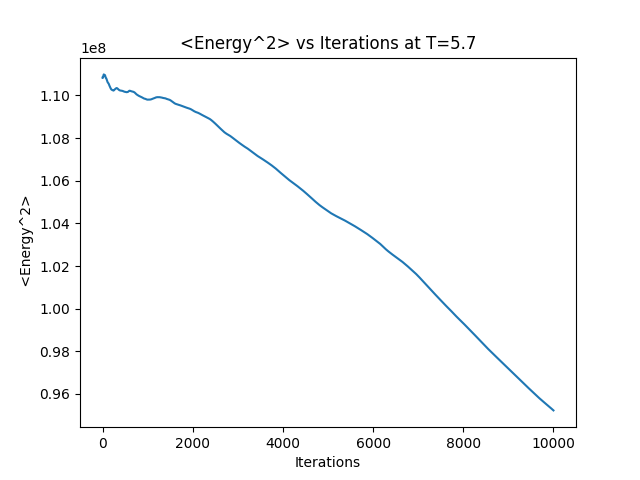 <Energy^2> vs Iterations at T=5.7
1e8
1.10
1.08
1.06
1.04
1.02
1.00
0.98
0.96
<Energy^2>
0 2000 4000 6000 8000 10000
Iterations